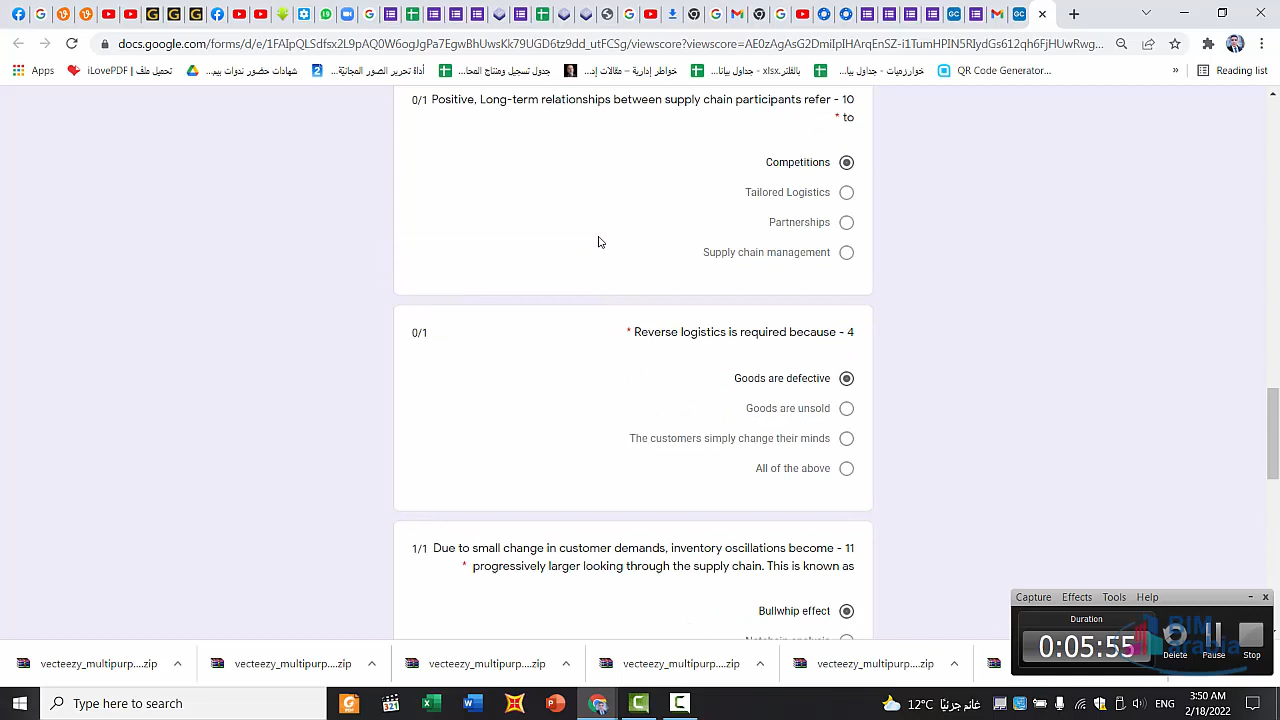 docs.google.com/forms/d/e/1FAIpQLSdfsx2L9pAQ0W6ogJgPa7EgwBhUwsKk79UGD6tz9dd_utFCSg/viewscore?viewscore=AE0zAgAsG2DmiIpIHArqEnSZ-i1TumHPIN5RIydGs612qh6FjHUwRwg...
Apps
iLovePDF | تحميل ملف
شهادات حضور ندوات بيم...
أداة تحرير الصور المجانيّة...
جدول تسجيل ومنتاج المحا...
خواطر إدارية – مقالات إد...
بالفلتر.xlsx - جداول بيانا...
خوارزميات - جداول بيا...
QR Code Generator...
»
Reading list
0/1 Positive, Long-term relationships between supply chain participants refer - 10
* to
Competitions
Tailored Logistics
Partnerships
Supply chain management
0/1 * Reverse logistics is required because - 4
Goods are defective
Goods are unsold
The customers simply change their minds
All of the above
1/1 Due to small change in customer demands, inventory oscillations become - 11
* progressively larger looking through the supply chain. This is known as
Bullwhip effect
Capture Effects Tools Help
Duration
0:05:55
Delete Pause Stop
BIM
Arabia
vecteezy_multipurp....zip
vecteezy_multipurp....zip
vecteezy_multipurp....zip
vecteezy_multipurp....zip
vecteezy_multipurp....zip
Type here to search
12°C غائم جزئيًا
ENG
3:50 AM
2/18/2022